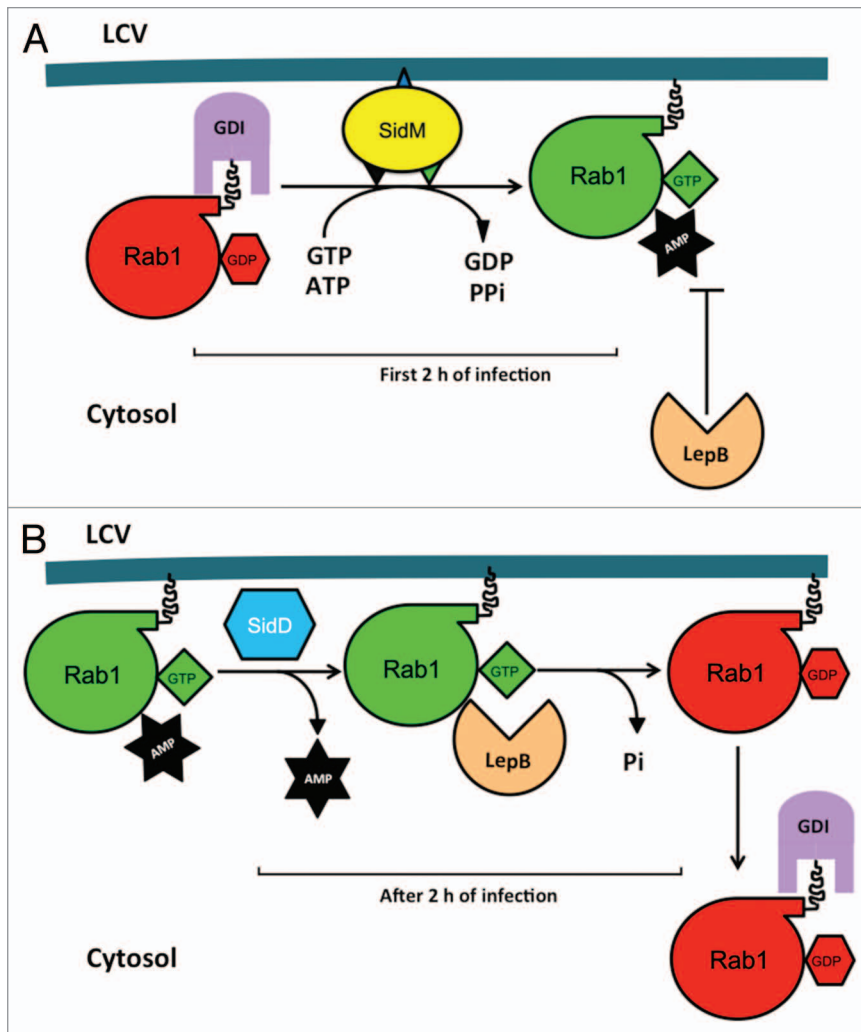 A
LCV
GDI
SidM
Rab1
GDP
GTP
ATP
GDP
PPi
Rab1
GTP
AMP
First 2 h of infection
Cytosol
LepB
B
LCV
SidD
Rab1
GTP
AMP
AMP
Rab1
GTP
LepB
Pi
Rab1
GDP
GDI
After 2 h of infection
Cytosol
Rab1
GDP